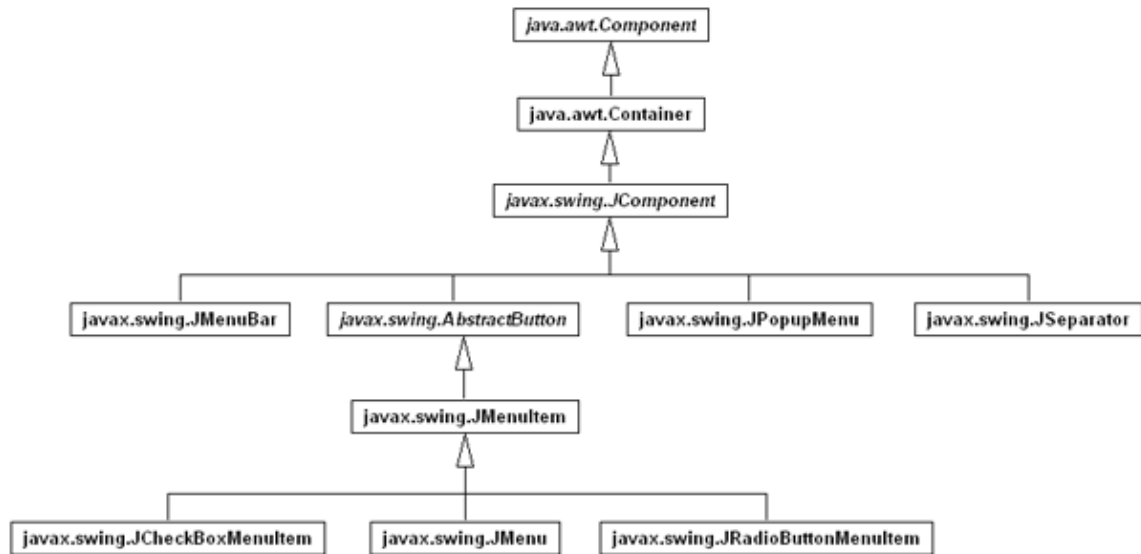 java.awt.Component
java.awt.Container
javax.swing.JComponent
javax.swing.JMenuBar
javax.swing.AbstractButton
javax.swing.JPopupMenu
javax.swing.JSeparator
javax.swing.JMenuItem
javax.swing.JCheckBoxMenuItem
javax.swing.JMenu
javax.swing.JRadioButtonMenuItem